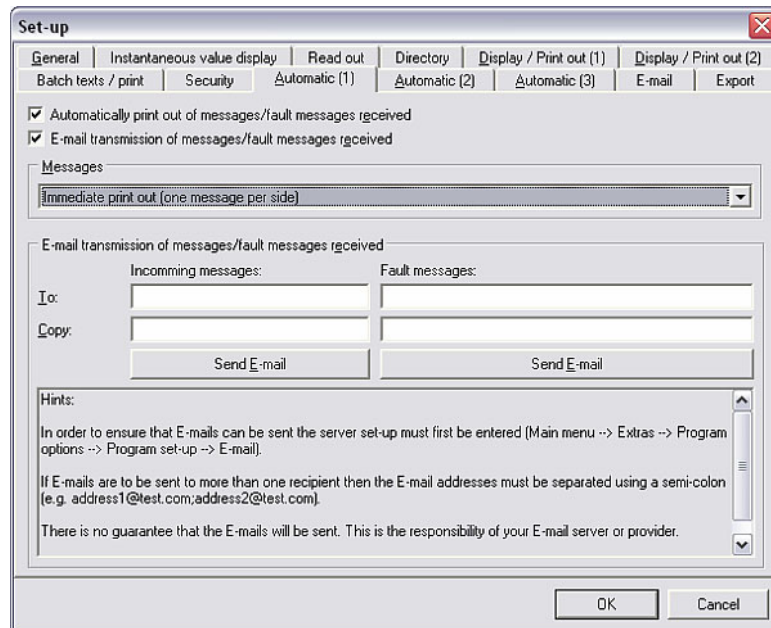 Set-up
General Instantaneous value display Read out Directory Display / Print out (1) Display / Print out (2)
Batch texts / print Security Automatic (1) Automatic (2) Automatic (3) E-mail Export
Automatically print out of messages/fault messages received
E-mail transmission of messages/fault messages received
Messages
Immediate print out (one message per side)
E-mail transmission of messages/fault messages received
Incomming messages: Fault messages:
To:
Copy:
Send E-mail Send E-mail
Hints:
In order to ensure that E-mails can be sent the server set-up must first be entered (Main menu --> Extras --> Program
options --> Program set-up --> E-mail).
If E-mails are to be sent to more than one recipient then the E-mail addresses must be separated using a semi-colon
(e.g. address1@test.com;address2@test.com).
There is no guarantee that the E-mails will be sent. This is the responsibility of your E-mail server or provider.
OK Cancel